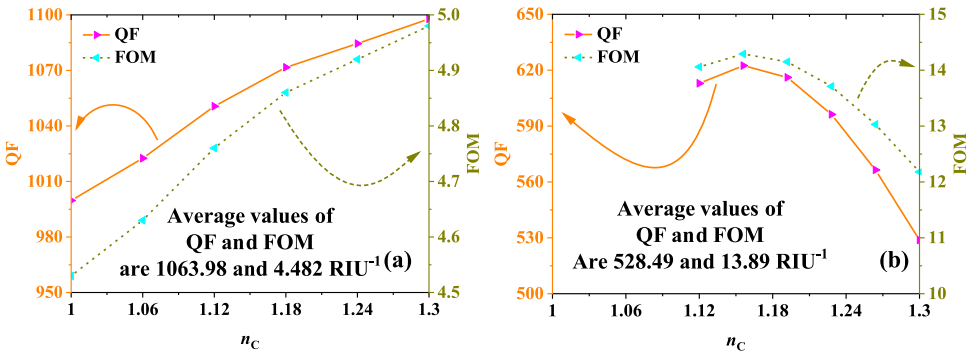 1100
1070
1040
1010
980
950
QF
QF
FOM
5.0
4.9
4.8
4.7
4.6
4.5
FOM
Average values of
QF and FOM
are 1063.98 and 4.482 RIU⁻¹
(a)
1
1.06
1.12
1.18
1.24
1.3
n_C
650
620
590
560
530
500
QF
QF
FOM
15
14
13
12
11
10
FOM
Average values of
QF and FOM
Are 528.49 and 13.89 RIU⁻¹
(b)
1
1.06
1.12
1.18
1.24
1.3
n_C